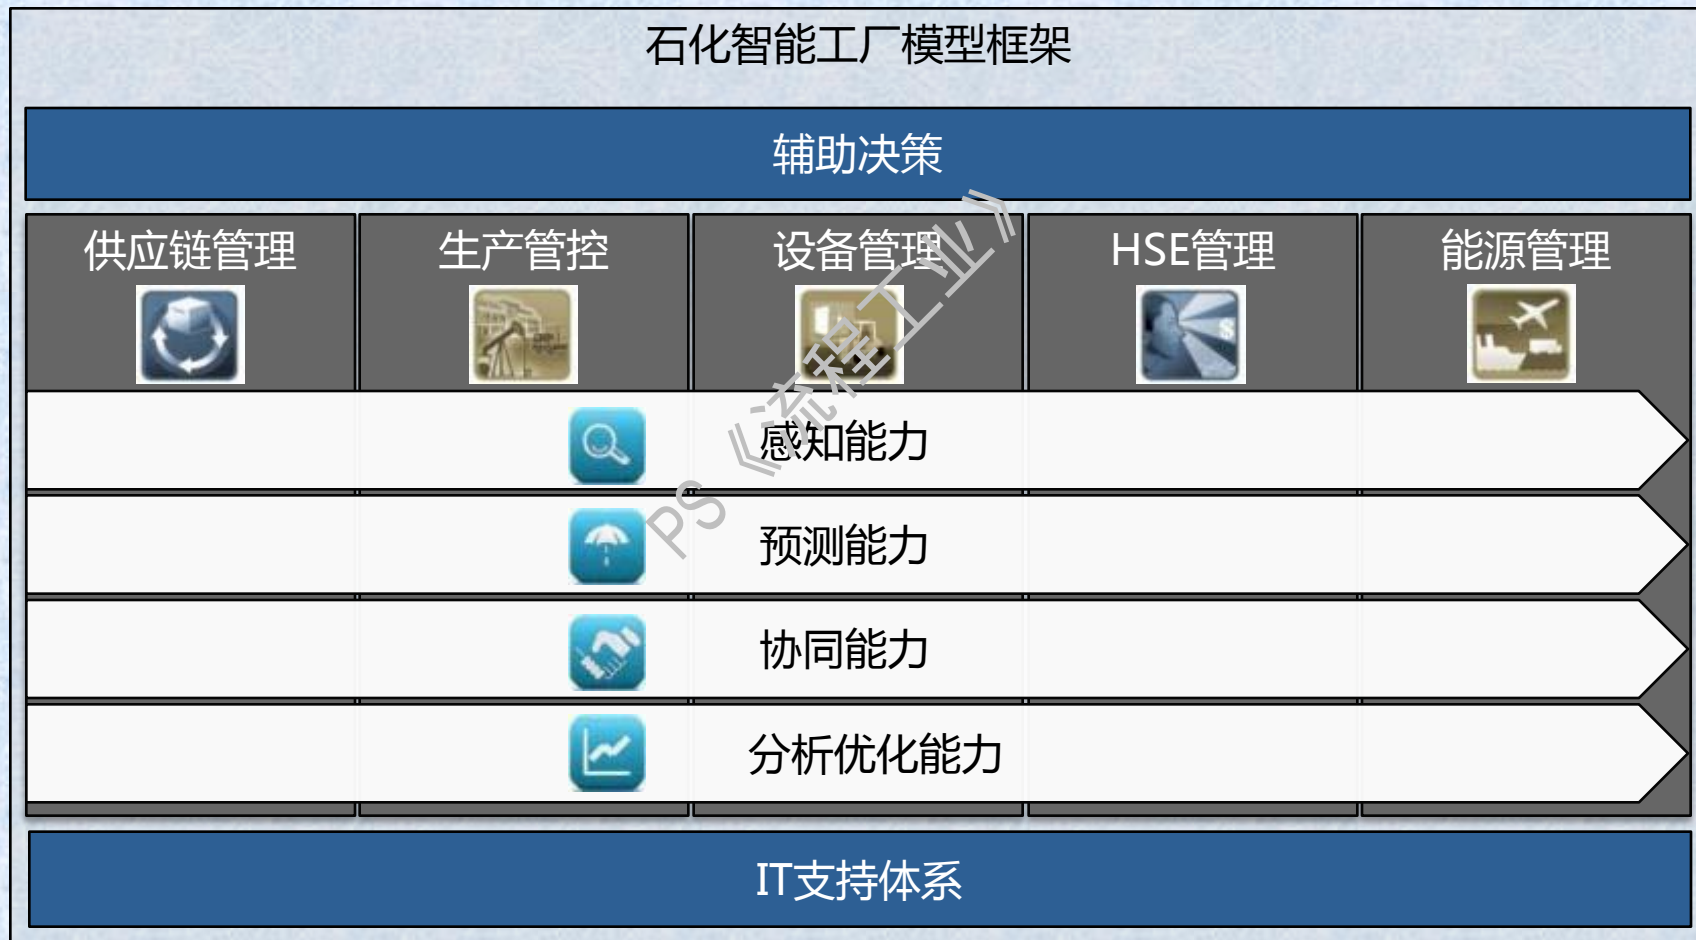 石化智能工厂模型框架
辅助决策
供应链管理
生产管控
设备管理
HSE管理
能源管理
感知能力
预测能力
协同能力
分析优化能力
IT支持体系
PS《流程工业》